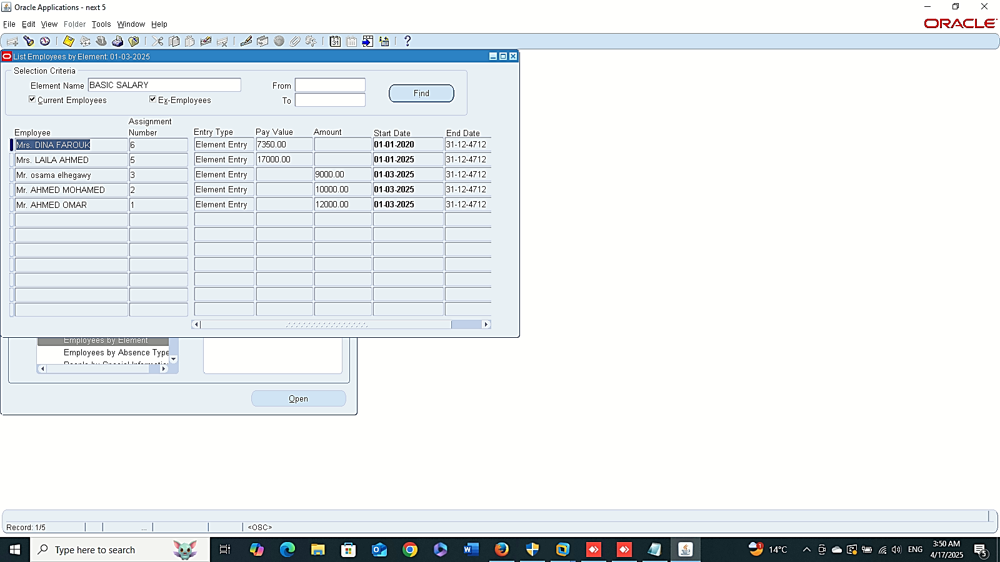 Oracle Applications - next 5
File Edit View Folder Tools Window Help
ORACLE
List Employees by Element: 01-03-2025
Selection Criteria
Element Name BASIC SALARY From
Find
Current Employees Ex-Employees To
Assignment
Employee Number Entry Type Pay Value Amount Start Date End Date
Mrs. DINA FAROUK 6 Element Entry 7350.00 01-01-2020 31-12-4712
Mrs. LAILA AHMED 5 Element Entry 17000.00 01-01-2025 31-12-4712
Mr. osama elhegawy 3 Element Entry 9000.00 01-03-2025 31-12-4712
Mr. AHMED MOHAMED 2 Element Entry 10000.00 01-03-2025 31-12-4712
Mr. AHMED OMAR 1 Element Entry 12000.00 01-03-2025 31-12-4712
Employees by Element
Employees by Absence Type
Open
Record: 1/5 ... <OSC>
Type here to search
14°C ENG 3:50 AM
4/17/2025 5